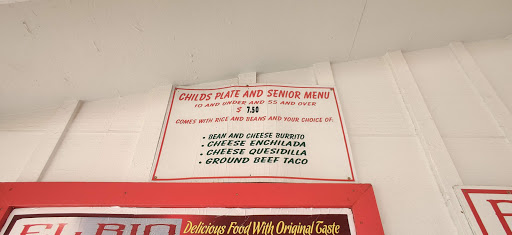 CHILDS PLATE AND SENIOR MENU
10 AND UNDER AND 55 AND OVER
$ 7.50
COMES WITH RICE AND BEANS AND YOUR CHOICE OF:
• BEAN AND CHEESE BURRITO
• CHEESE ENCHILADA
• CHEESE QUESIDILLA
• GROUND BEEF TACO
EL RIO
Delicious Food With Original Taste